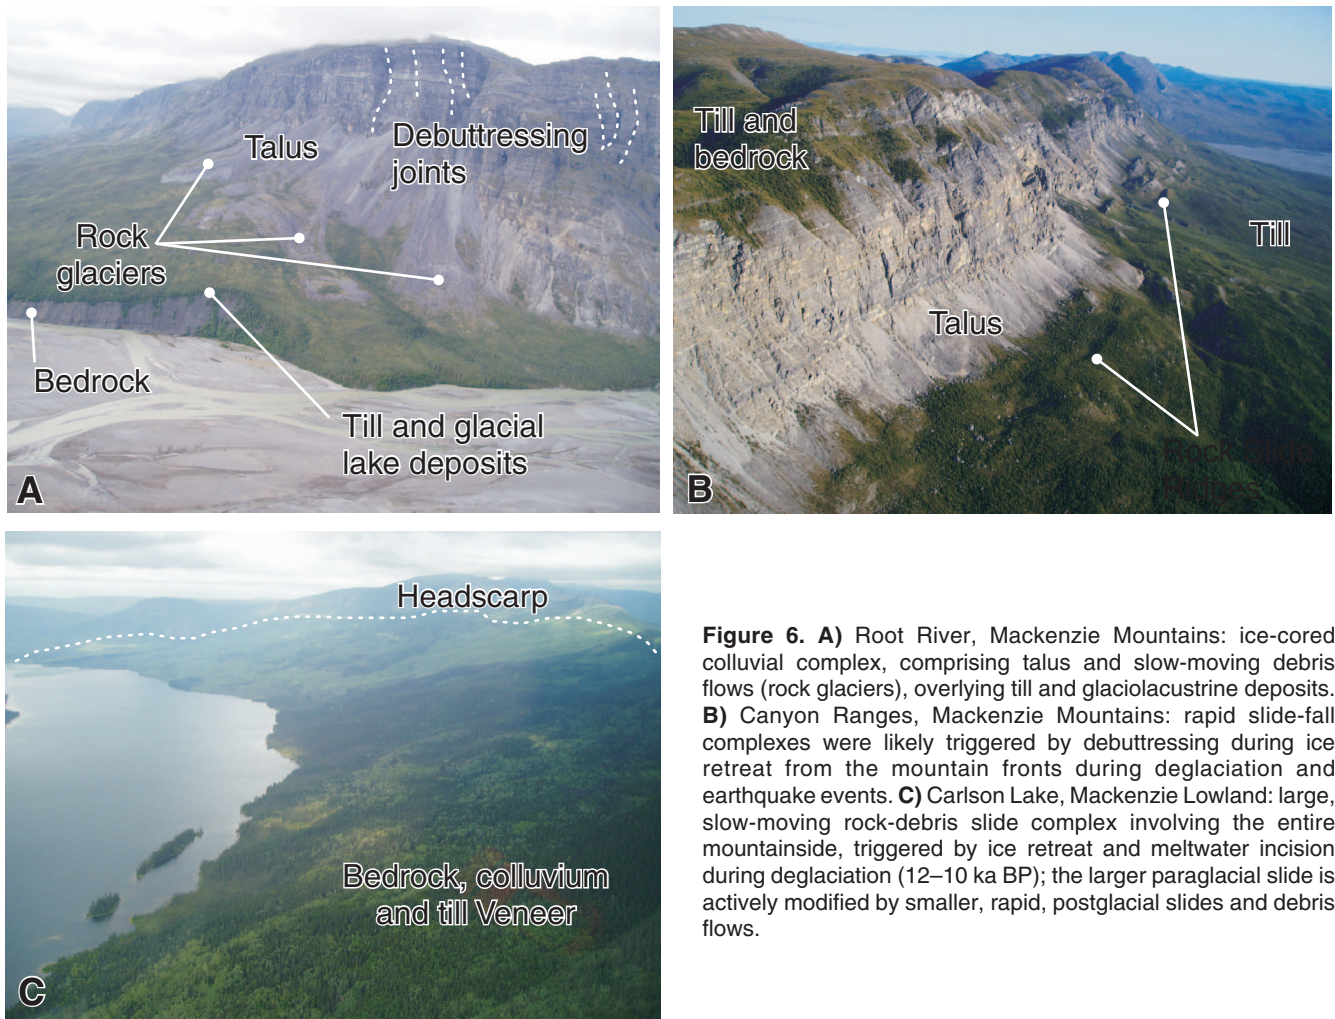 Talus
Debuttressing
joints
Rock
glaciers
Bedrock
Till and glacial
lake deposits
A
Till and
bedrock
Till
Talus
Rock Slide
Ranges
B
Headscarp
Bedrock, colluvium
and till Veneer
C
Figure 6. A) Root River, Mackenzie Mountains: ice-cored
colluvial complex, comprising talus and slow-moving debris
flows (rock glaciers), overlying till and glaciolacustrine deposits.
B) Canyon Ranges, Mackenzie Mountains: rapid slide-fall
complexes were likely triggered by debuttressing during ice
retreat from the mountain fronts during deglaciation and
earthquake events. C) Carlson Lake, Mackenzie Lowland: large,
slow-moving rock-debris slide complex involving the entire
mountainside, triggered by ice retreat and meltwater incision
during deglaciation (12–10 ka BP); the larger paraglacial slide is
actively modified by smaller, rapid, postglacial slides and debris
flows.